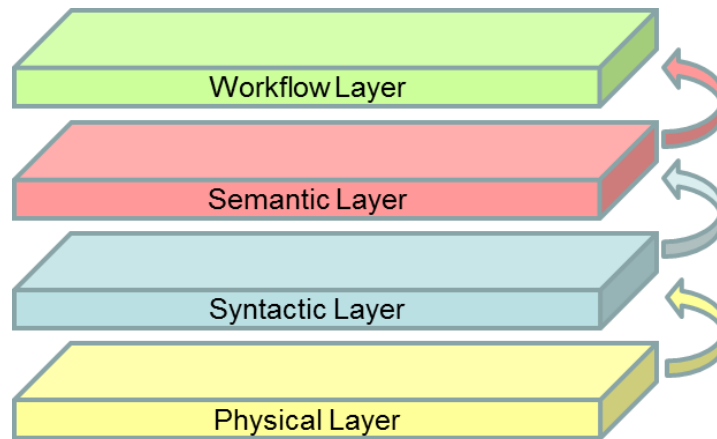 Workflow Layer
Semantic Layer
Syntactic Layer
Physical Layer